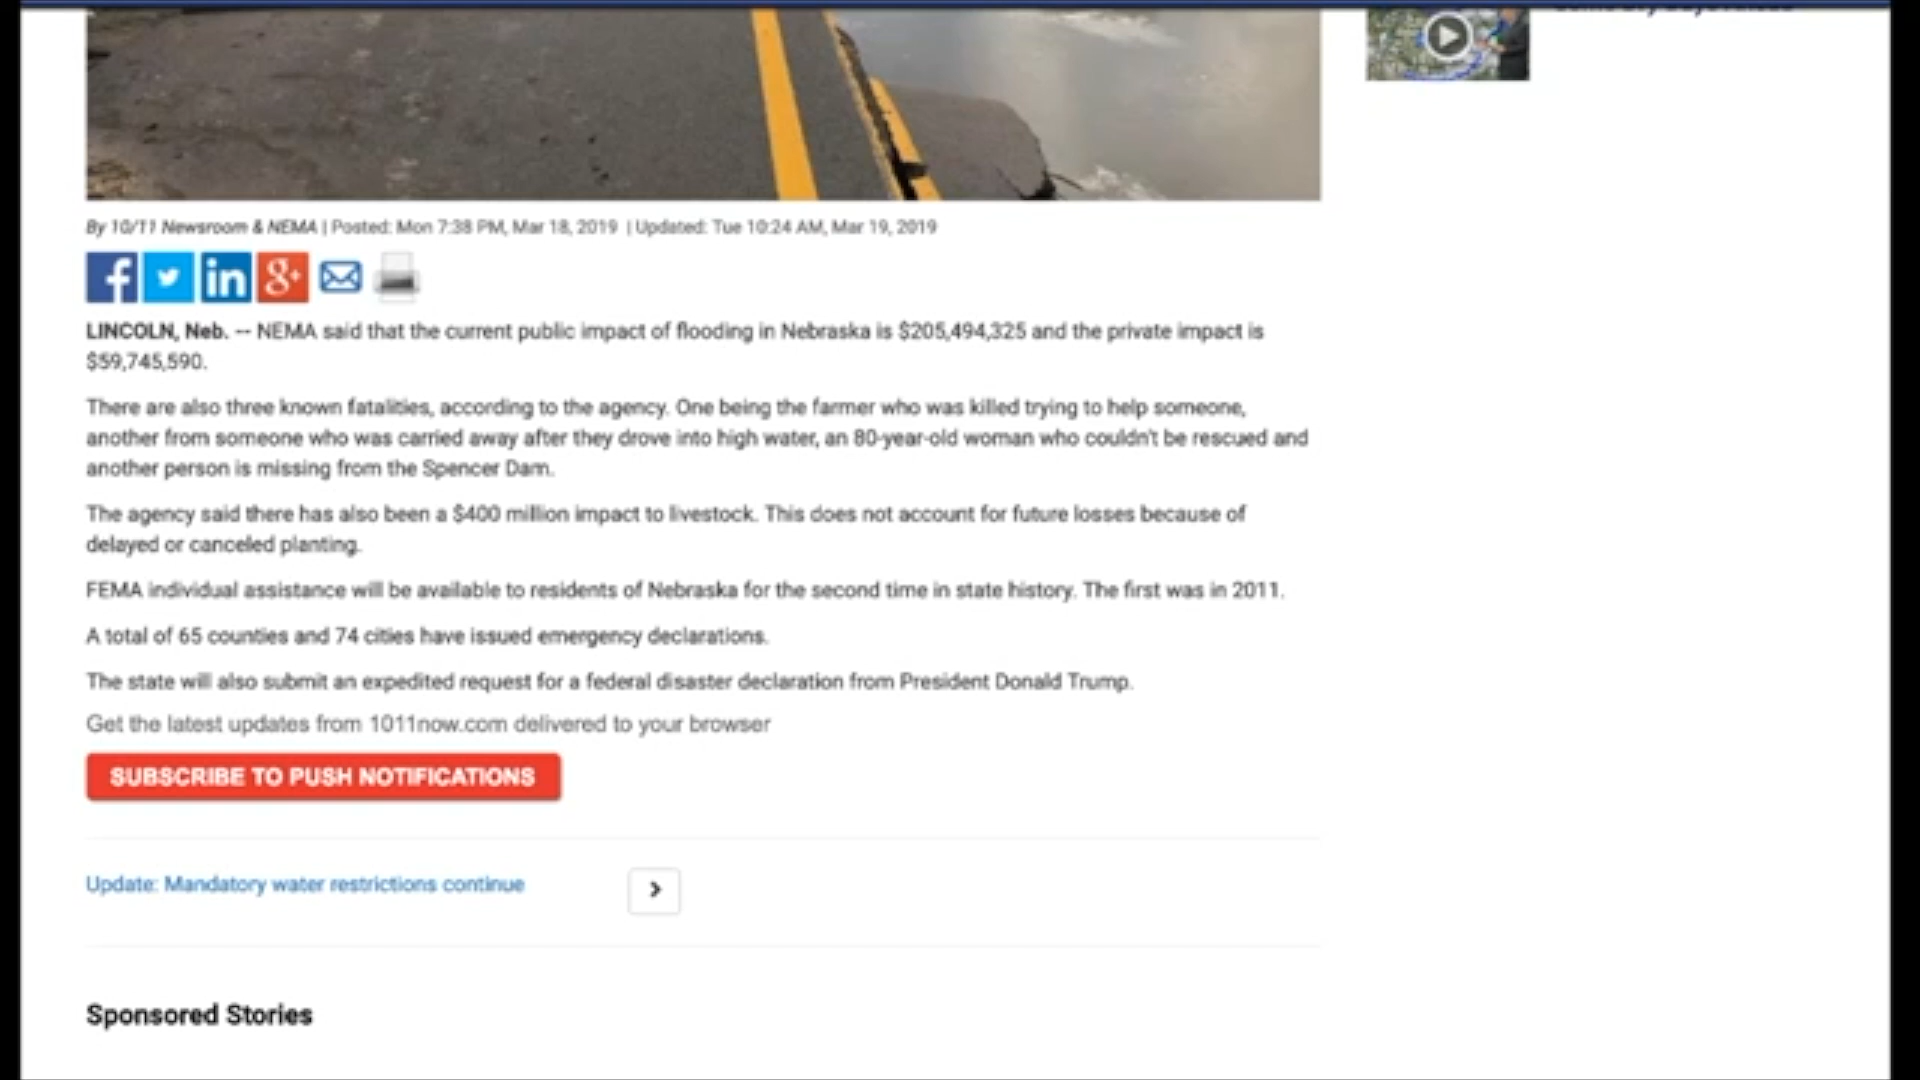 By 10/11 Newsroom & NEMA | Posted: Mon 7:38 PM, Mar 18, 2019 | Updated: Tue 10:24 AM, Mar 19, 2019
f in g+
LINCOLN, Neb. -- NEMA said that the current public impact of flooding in Nebraska is $205,494,325 and the private impact is
$59,745,590.
There are also three known fatalities, according to the agency. One being the farmer who was killed trying to help someone,
another from someone who was carried away after they drove into high water, an 80-year-old woman who couldn't be rescued and
another person is missing from the Spencer Dam.
The agency said there has also been a $400 million impact to livestock. This does not account for future losses because of
delayed or canceled planting.
FEMA individual assistance will be available to residents of Nebraska for the second time in state history. The first was in 2011.
A total of 65 counties and 74 cities have issued emergency declarations.
The state will also submit an expedited request for a federal disaster declaration from President Donald Trump.
Get the latest updates from 1011now.com delivered to your browser
SUBSCRIBE TO PUSH NOTIFICATIONS
Update: Mandatory water restrictions continue
Sponsored Stories